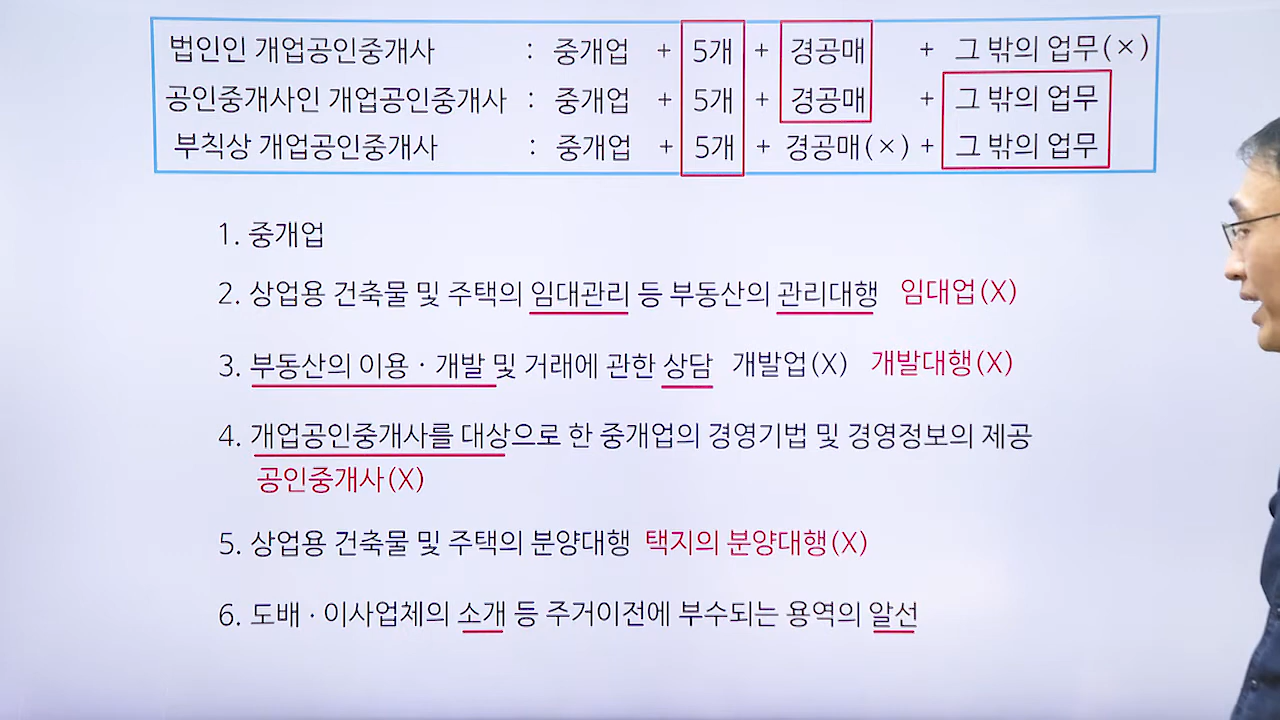 법인인 개업공인중개사 : 중개업 + 5개 + 경공매 + 그 밖의 업무(×)
공인중개사인 개업공인중개사 : 중개업 + 5개 + 경공매 + 그 밖의 업무
부칙상 개업공인중개사 : 중개업 + 5개 + 경공매(×) + 그 밖의 업무
1. 중개업
2. 상업용 건축물 및 주택의 임대관리 등 부동산의 관리대행 임대업(X)
3. 부동산의 이용·개발 및 거래에 관한 상담 개발업(X) 개발대행(X)
4. 개업공인중개사를 대상으로 한 중개업의 경영기법 및 경영정보의 제공
공인중개사(X)
5. 상업용 건축물 및 주택의 분양대행 택지의 분양대행(X)
6. 도배·이사업체의 소개 등 주거이전에 부수되는 용역의 알선